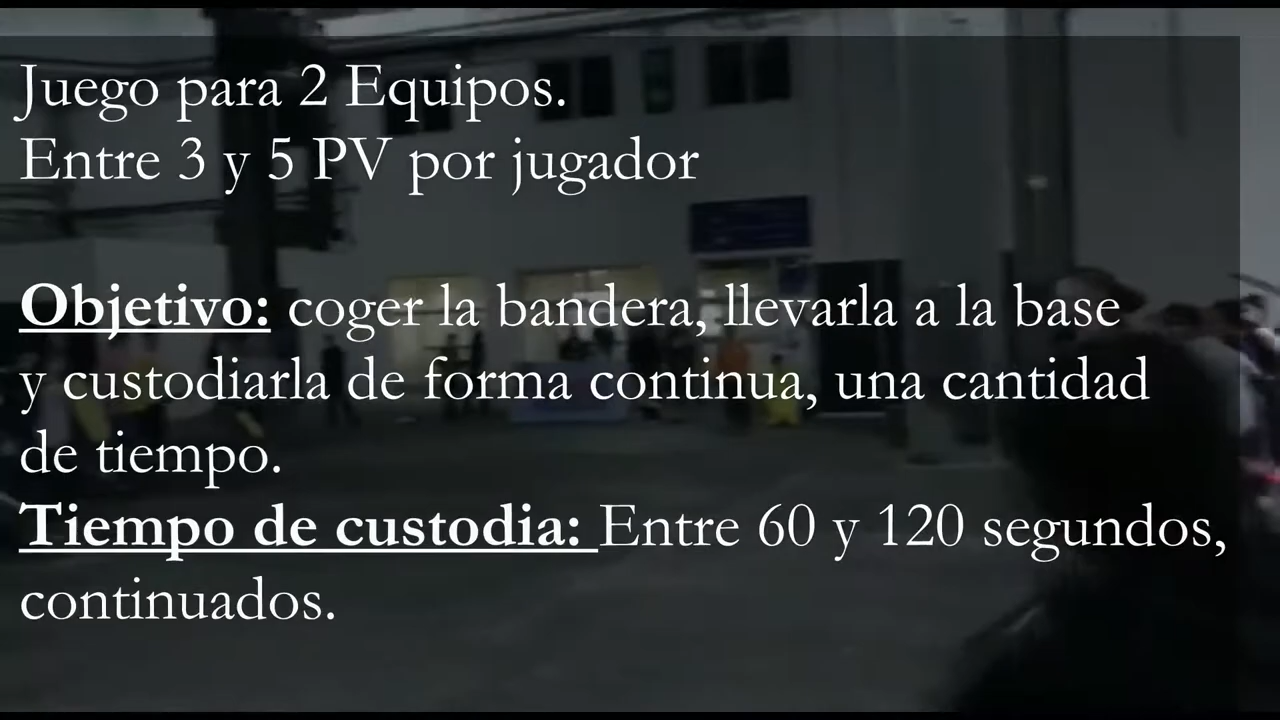 Juego para 2 Equipos.
Entre 3 y 5 PV por jugador
Objetivo: coger la bandera, llevarla a la base
y custodiarla de forma continua, una cantidad
de tiempo.
Tiempo de custodia: Entre 60 y 120 segundos,
continuados.